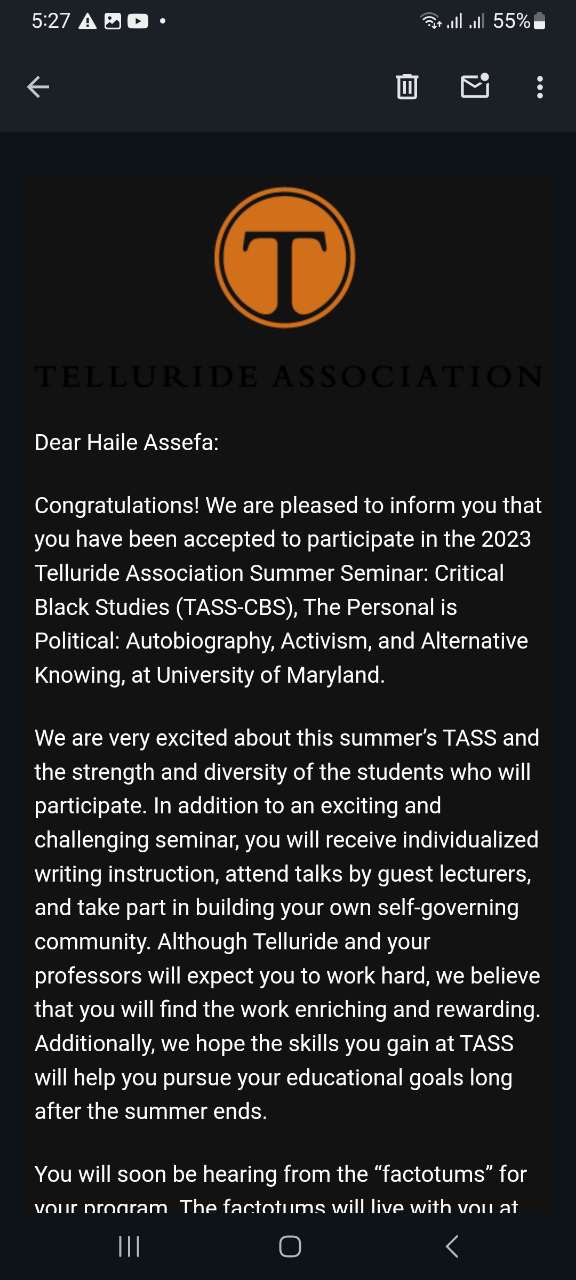 5:27
55%
T
TELLURIDE ASSOCIATION
Dear Haile Assefa:
Congratulations! We are pleased to inform you that
you have been accepted to participate in the 2023
Telluride Association Summer Seminar: Critical
Black Studies (TASS-CBS), The Personal is
Political: Autobiography, Activism, and Alternative
Knowing, at University of Maryland.
We are very excited about this summer’s TASS and
the strength and diversity of the students who will
participate. In addition to an exciting and
challenging seminar, you will receive individualized
writing instruction, attend talks by guest lecturers,
and take part in building your own self-governing
community. Although Telluride and your
professors will expect you to work hard, we believe
that you will find the work enriching and rewarding.
Additionally, we hope the skills you gain at TASS
will help you pursue your educational goals long
after the summer ends.
You will soon be hearing from the “factotums” for
your program. The factotums will live with you at